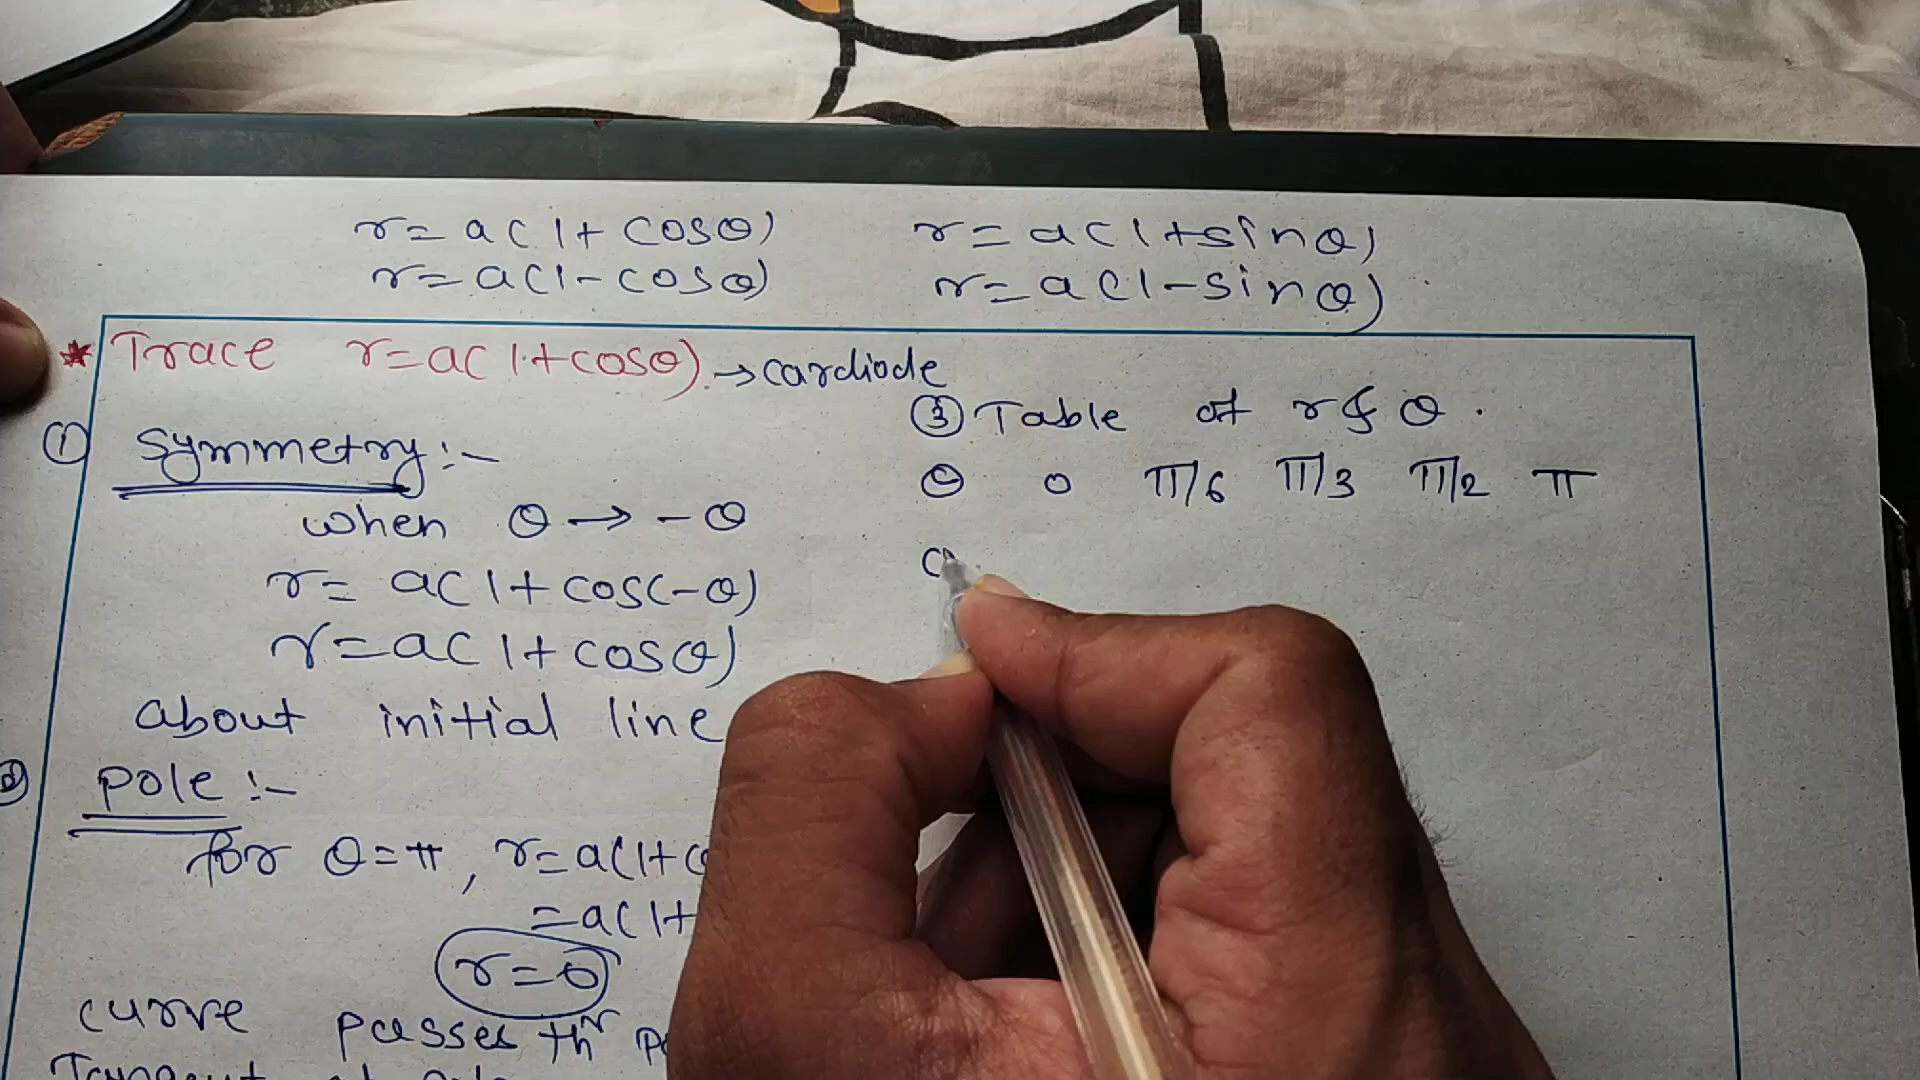 r = a(1 + cosθ)
r = a(1 - cosθ)
r = a(1 + sinθ)
r = a(1 - sinθ)
* Trace r = a(1 + cosθ). → cardiode
① Symmetry :-
when θ → -θ
r = a(1 + cos(-θ)
r = a(1 + cosθ)
about initial line
② pole :-
for θ = π, r = a(1 + c
= a(1 +
r = 0
curve passes thr
Tangent at
③ Table of r & θ.
θ 0 π/6 π/3 π/2 π